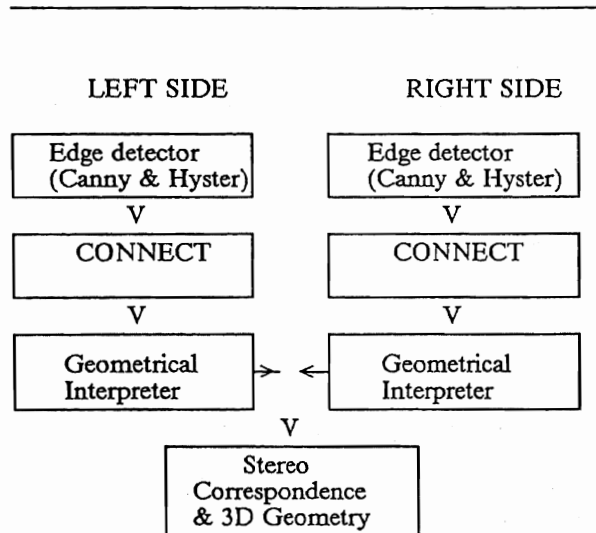 LEFT SIDE
RIGHT SIDE
Edge detector
(Canny & Hyster)
Edge detector
(Canny & Hyster)
V
V
CONNECT
CONNECT
V
V
Geometrical
Interpreter
Geometrical
Interpreter
V
Stereo
Correspondence
& 3D Geometry